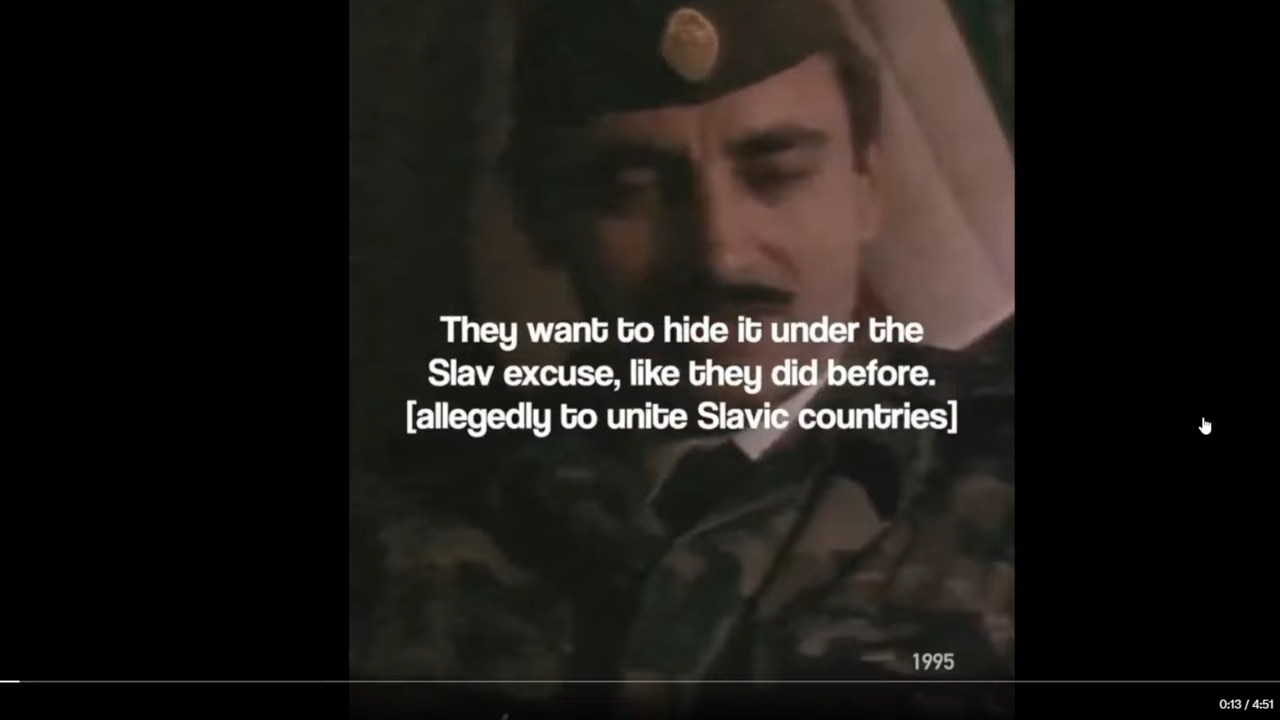 They want to hide it under the
Slav excuse, like they did before.
[allegedly to unite Slavic countries]
1995
0:13 / 4:51